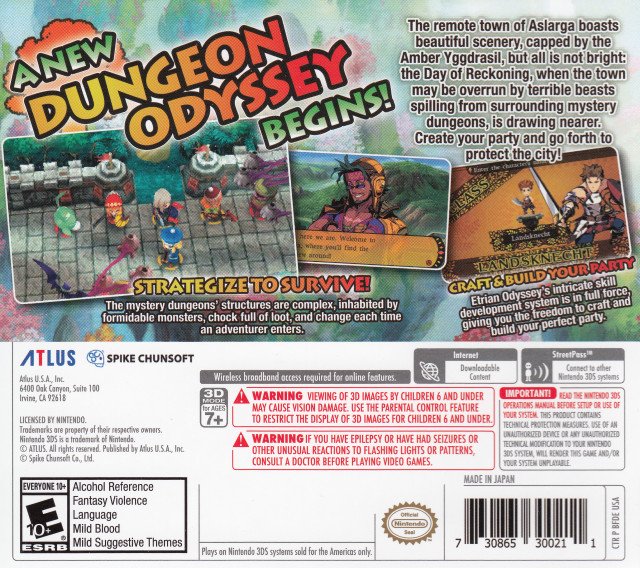 A NEW
DUNGEON
ODYSSEY
BEGINS!
The remote town of Aslarga boasts
beautiful scenery, capped by the
Amber Yggdrasil, but all is not bright:
the Day of Reckoning, when the town
may be overrun by terrible beasts
spilling from surrounding mystery
dungeons, is drawing nearer.
Create your party and go forth to
protect the city!
here we are. Welcome to
, where you'll find the
ew around!
Enter the character
CLASS
Landsknecht
LANDSKNECHT
STRATEGIZE TO SURVIVE!
The mystery dungeons' structures are complex, inhabited by
formidable monsters, chock full of loot, and change each time
an adventurer enters.
CRAFT & BUILD YOUR PARTY
Etrian Odyssey's intricate skill
development system is in full force,
giving you the freedom to craft and
build your perfect party.
ATLUS
SPIKE CHUNSOFT
Atlus U.S.A., Inc.
6400 Oak Canyon, Suite 100
Irvine, CA 92618
LICENSED BY NINTENDO.
Trademarks are property of their respective owners.
Nintendo 3DS is a trademark of Nintendo.
© ATLUS. All rights reserved. Published by Atlus U.S.A., Inc.
© Spike Chunsoft Co., Ltd.
Wireless broadband access required for online features.
Internet
Downloadable
Content
StreetPass™
Connect to other
Nintendo 3DS systems
3D
MODE
for AGES
7+
WARNING VIEWING OF 3D IMAGES BY CHILDREN 6 AND UNDER
MAY CAUSE VISION DAMAGE. USE THE PARENTAL CONTROL FEATURE
TO RESTRICT THE DISPLAY OF 3D IMAGES FOR CHILDREN 6 AND UNDER.
WARNING IF YOU HAVE EPILEPSY OR HAVE HAD SEIZURES OR
OTHER UNUSUAL REACTIONS TO FLASHING LIGHTS OR PATTERNS,
CONSULT A DOCTOR BEFORE PLAYING VIDEO GAMES.
IMPORTANT! READ THE NINTENDO 3DS
OPERATIONS MANUAL BEFORE SETUP OR USE OF
YOUR SYSTEM. THIS PRODUCT CONTAINS
TECHNICAL PROTECTION MEASURES. USE OF AN
UNAUTHORIZED DEVICE OR ANY UNAUTHORIZED
TECHNICAL MODIFICATION TO YOUR NINTENDO
3DS SYSTEM, WILL RENDER THIS GAME AND/OR
YOUR SYSTEM UNPLAYABLE.
EVERYONE 10+
E
10+
ESRB
Alcohol Reference
Fantasy Violence
Language
Mild Blood
Mild Suggestive Themes
Plays on Nintendo 3DS systems sold for the Americas only.
Official
Nintendo
Seal
MADE IN JAPAN
7 30865 30021 1
CTR P BFDE USA